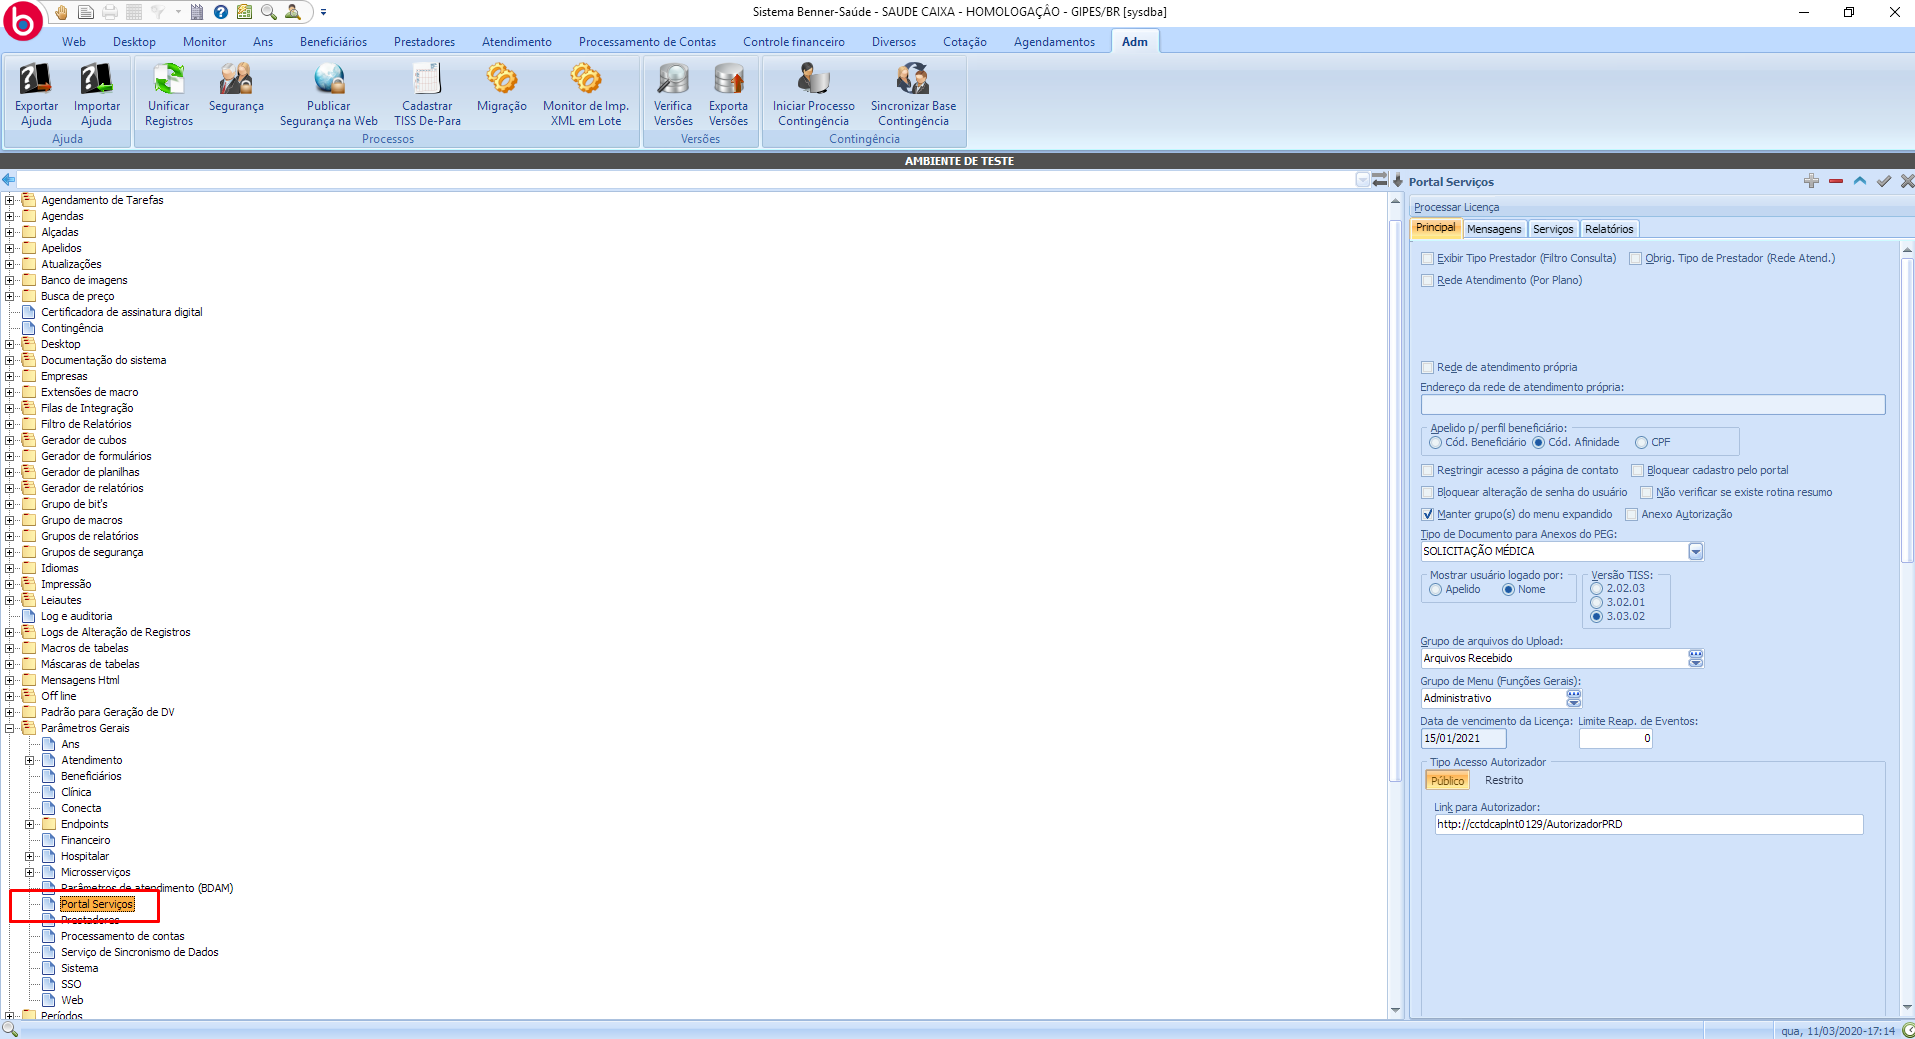 b
Sistema Benner-Saúde - SAUDE CAIXA - HOMOLOGAÇÃO - GIPES/BR [sysdba]
Web Desktop Monitor Ans Beneficiários Prestadores Atendimento Processamento de Contas Controle financeiro Diversos Cotação Agendamentos Adm
Exportar Ajuda
Importar Ajuda
Unificar Registros
Segurança
Publicar Segurança na Web
Cadastrar TISS De-Para
Migração
Monitor de Imp. XML em Lote
Verifica Versões
Exporta Versões
Iniciar Processo Contingência
Sincronizar Base Contingência
Ajuda Processos Versões Contingência
AMBIENTE DE TESTE
Agendamento de Tarefas
Agendas
Alçadas
Apelidos
Atualizações
Banco de imagens
Busca de preço
Certificadora de assinatura digital
Contingência
Desktop
Documentação do sistema
Empresas
Extensões de macro
Filas de Integração
Filtro de Relatórios
Gerador de cubos
Gerador de formulários
Gerador de planilhas
Gerador de relatórios
Grupo de bit's
Grupo de macros
Grupos de relatórios
Grupos de segurança
Idiomas
Impressão
Leiautes
Log e auditoria
Logs de Alteração de Registros
Macros de tabelas
Máscaras de tabelas
Mensagens Html
Off line
Padrão para Geração de DV
Parâmetros Gerais
Ans
Atendimento
Beneficiários
Clínica
Conecta
Endpoints
Financeiro
Hospitalar
Microsserviços
Parâmetros de atendimento (BDAM)
Portal Serviços
Prestadores
Processamento de contas
Serviço de Sincronismo de Dados
Sistema
SSO
Web
Períodos
Portal Serviços
Processar Licença
Principal Mensagens Serviços Relatórios
Exibir Tipo Prestador (Filtro Consulta) Obrig. Tipo de Prestador (Rede Atend.)
Rede Atendimento (Por Plano)
Rede de atendimento própria
Endereço da rede de atendimento própria:
Apelido p/ perfil beneficiário:
Cód. Beneficiário Cód. Afinidade CPF
Restringir acesso a página de contato Bloquear cadastro pelo portal
Bloquear alteração de senha do usuário Não verificar se existe rotina resumo
Manter grupo(s) do menu expandido Anexo Autorização
Tipo de Documento para Anexos do PEG:
SOLICITAÇÃO MÉDICA
Mostrar usuário logado por: Versão TISS:
Apelido Nome 2.02.03
3.02.01
3.03.02
Grupo de arquivos do Upload:
Arquivos Recebido
Grupo de Menu (Funções Gerais):
Administrativo
Data de vencimento da Licença: Limite Reap. de Eventos:
15/01/2021 0
Tipo Acesso Autorizador
Público Restrito
Link para Autorizador:
http://cctdcaplnt0129/AutorizadorPRD
qua, 11/03/2020-17:14